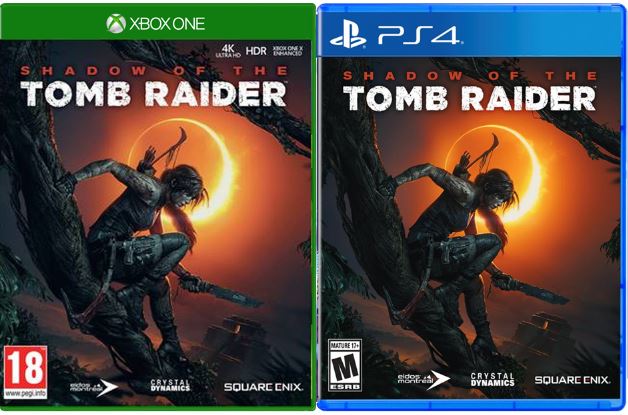 XBOX ONE
4K
ULTRA HD
HDR
XBOX ONE X
ENHANCED
SHADOW OF THE
TOMB RAIDER
18
www.pegi.info
eidos
montréal
CRYSTAL
DYNAMICS
SQUARE ENIX.
PS4
SHADOW OF THE
TOMB RAIDER
MATURE 17+
M
ESRB
eidos
montréal
CRYSTAL
DYNAMICS
SQUARE ENIX.